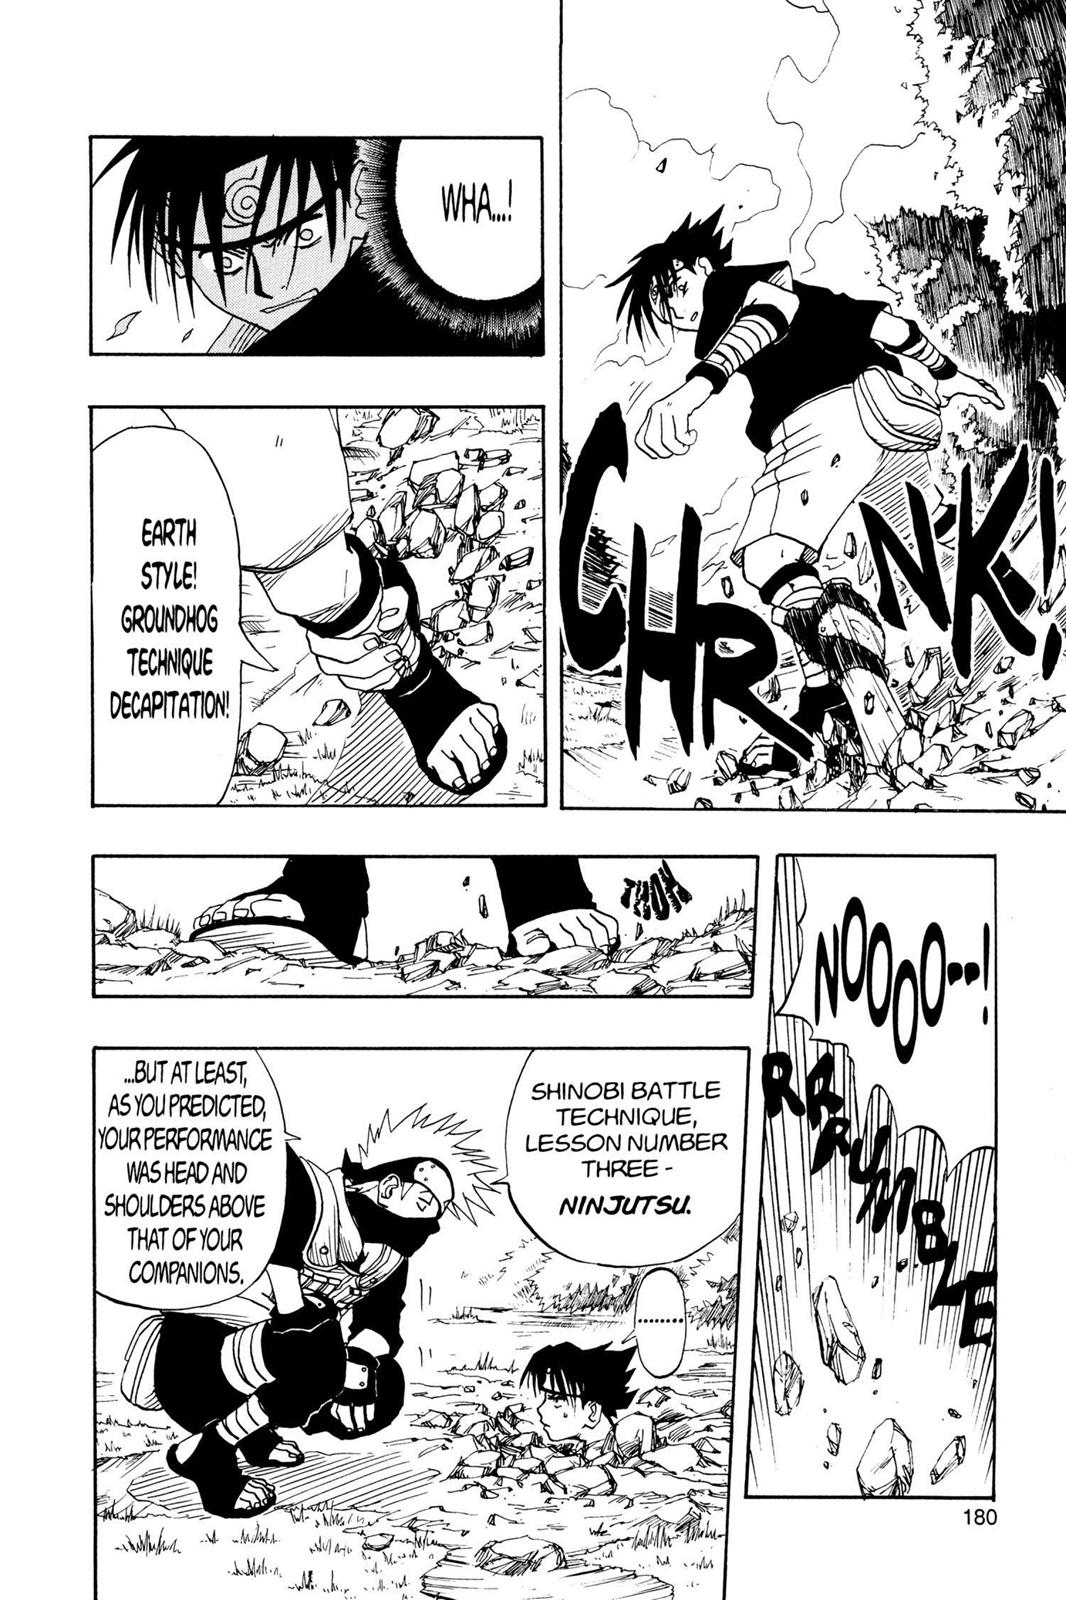 CHRNK!
WHA...!
EARTH
STYLE!
GROUNDHOG
TECHNIQUE
DECAPITATION!
NOOOO--!
RRRUMBLE
THOK
SHINOBI BATTLE
TECHNIQUE,
LESSON NUMBER
THREE -
NINJUTSU.
..........
...BUT AT LEAST,
AS YOU PREDICTED,
YOUR PERFORMANCE
WAS HEAD AND
SHOULDERS ABOVE
THAT OF YOUR
COMPANIONS.
180